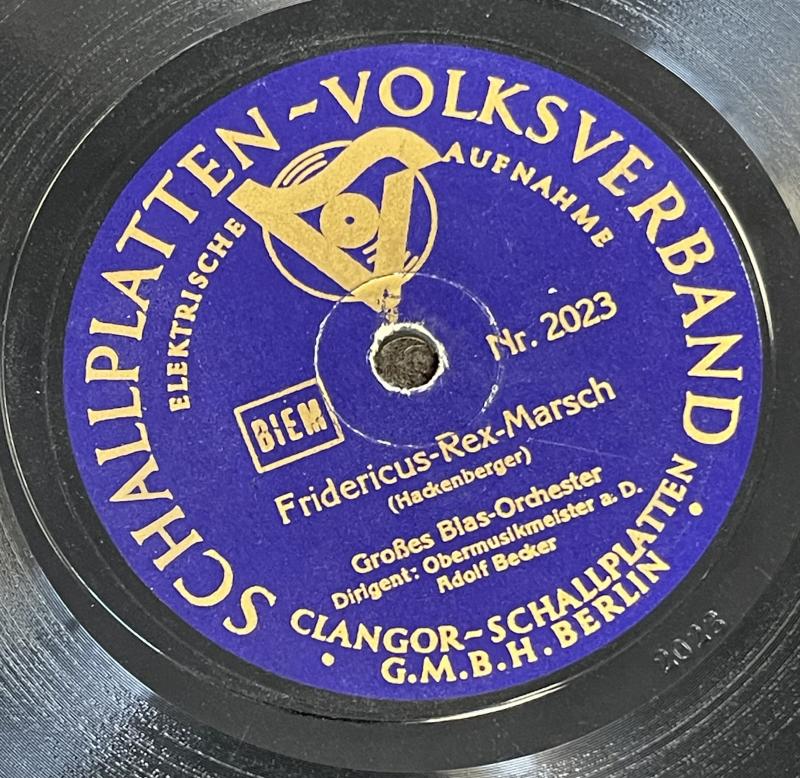 SCHALLPLATTEN-VOLKSVERBAND
ELEKTRISCHE AUFNAHME
Nr. 2023
BIEM
Fridericus-Rex-Marsch
(Hackenberger)
Großes Blas-Orchester
Dirigent: Obermusikmeister a. D.
Adolf Becker
CLANGOR-SCHALLPLATTEN
G.M.B.H. BERLIN
2023